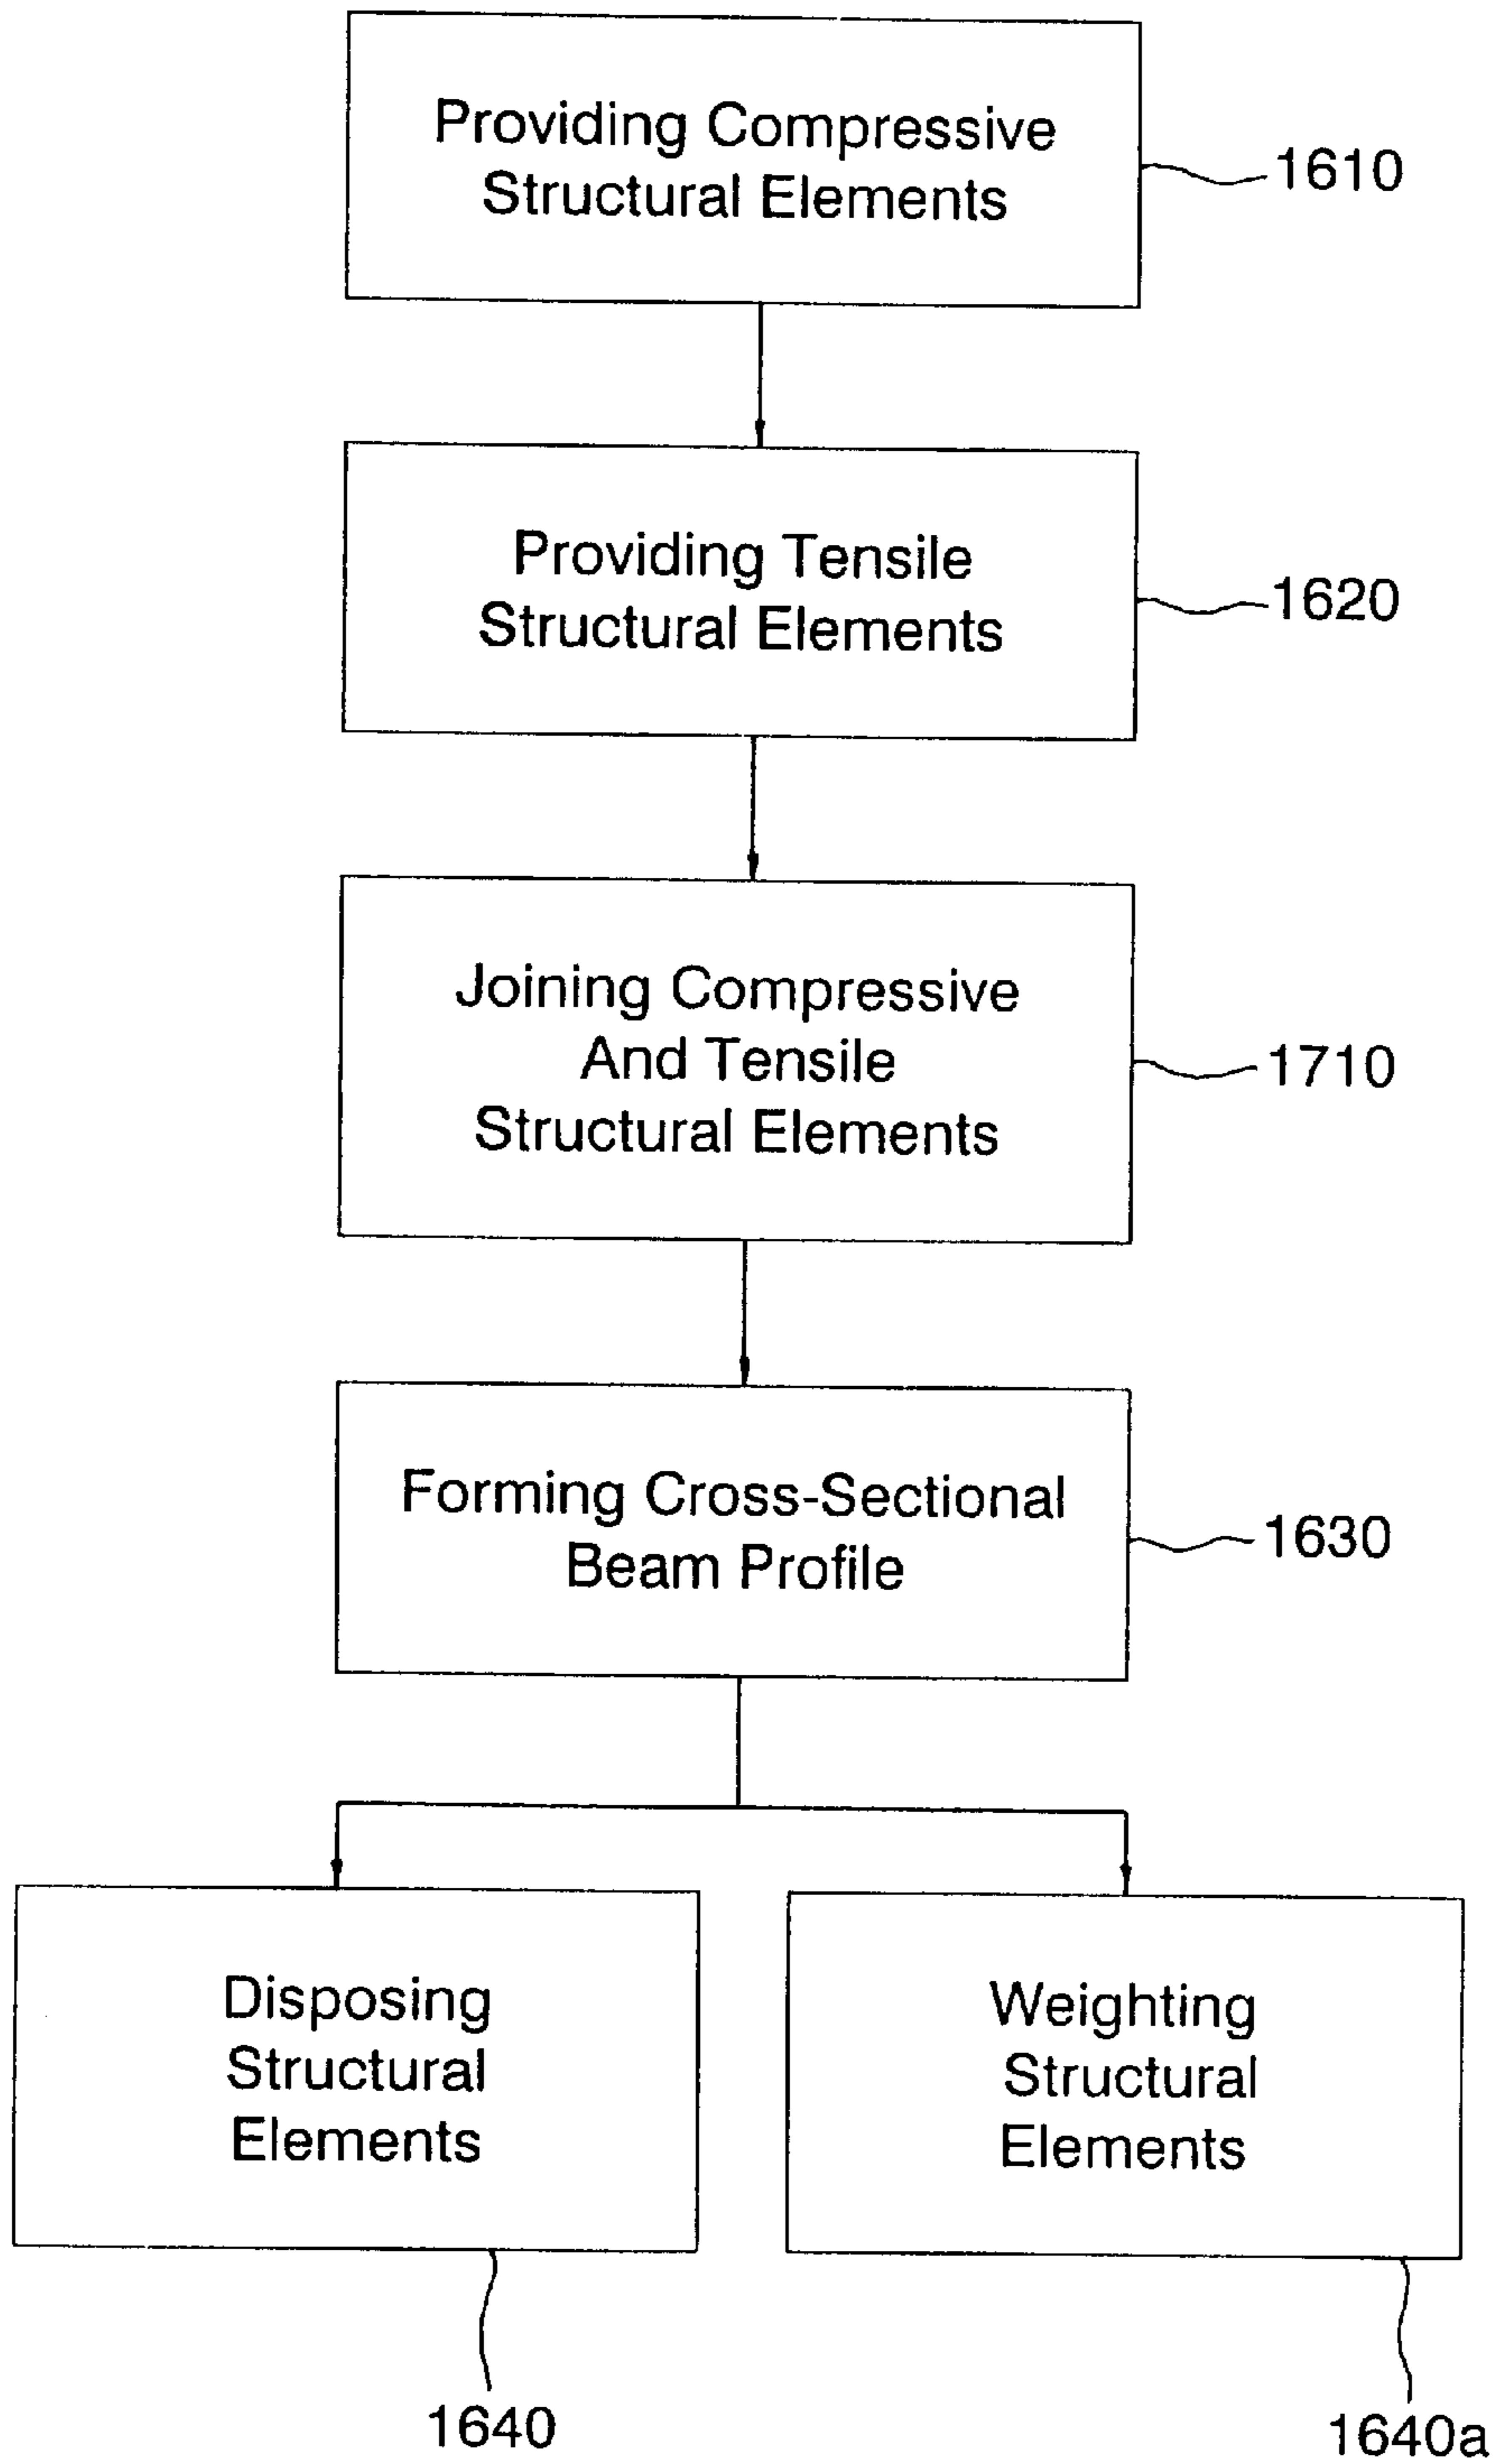 Providing Compressive
Structural Elements
1610
Providing Tensile
Structural Elements
1620
Joining Compressive
And Tensile
Structural Elements
1710
Forming Cross-Sectional
Beam Profile
1630
Disposing
Structural
Elements
1640
Weighting
Structural
Elements
1640a